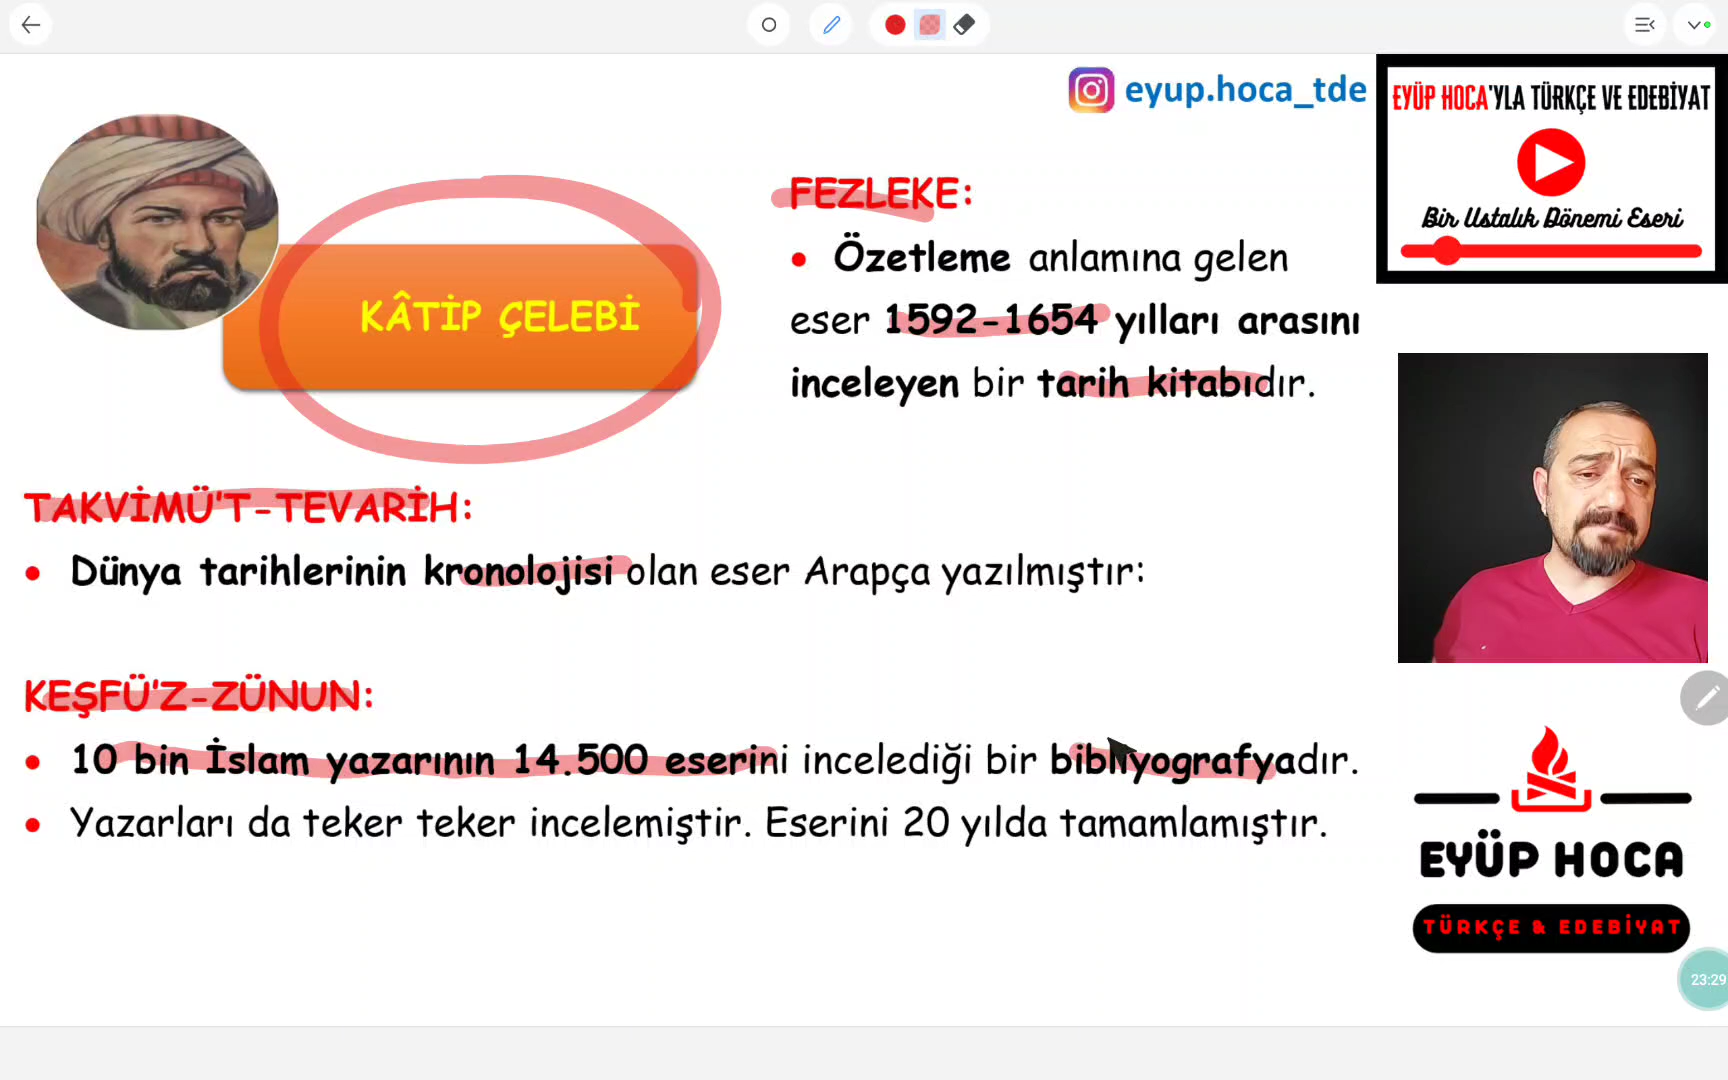 eyup.hoca_tde
EYÜP HOCA'YLA TÜRKÇE VE EDEBİYAT
Bir Ustalık Dönemi Eseri
KÂTİP ÇELEBİ
FEZLEKE:
• Özetleme anlamına gelen
eser 1592-1654 yılları arasını
inceleyen bir tarih kitabıdır.
TAKVİMÜ'T-TEVARİH:
• Dünya tarihlerinin kronolojisi olan eser Arapça yazılmıştır:
KEŞFÜ'Z-ZÜNUN:
• 10 bin İslam yazarının 14.500 eserini incelediği bir bibliyografyadır.
• Yazarları da teker teker incelemiştir. Eserini 20 yılda tamamlamıştır.
EYÜP HOCA
TÜRKÇE & EDEBİYAT
23:29